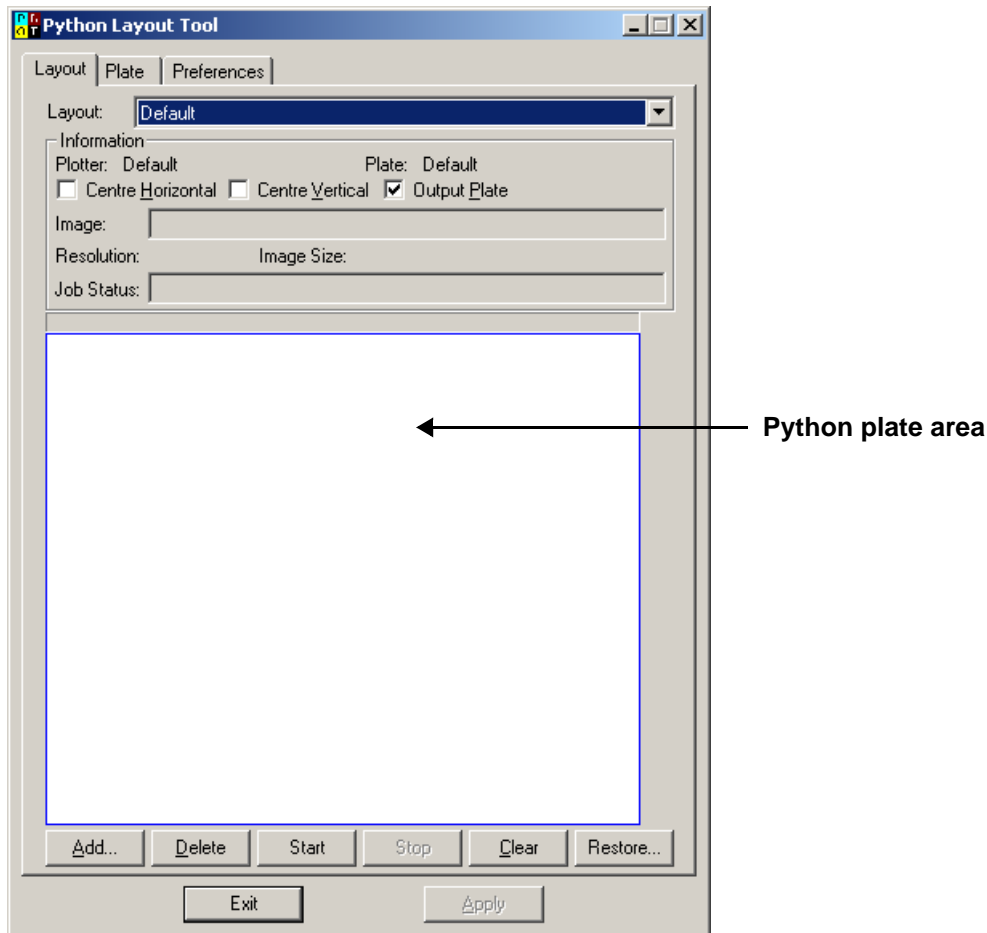 Python Layout Tool
Layout Plate Preferences
Layout: Default
Information
Plotter: Default Plate: Default
Centre Horizontal Centre Vertical Output Plate
Image:
Resolution: Image Size:
Job Status:
Python plate area
Add... Delete Start Stop Clear Restore...
Exit Apply